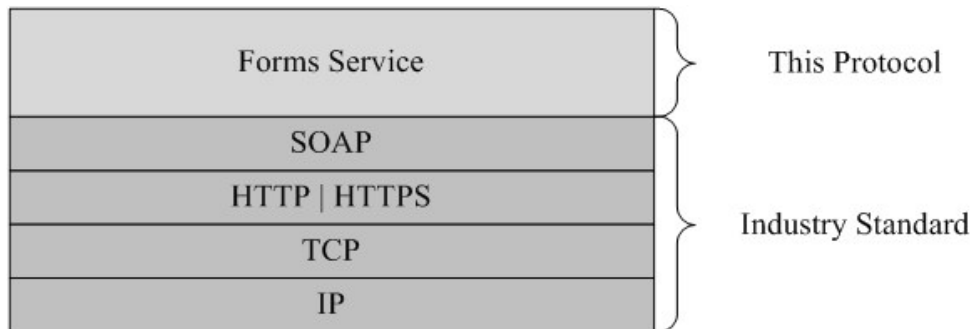 Forms Service
This Protocol
SOAP
HTTP | HTTPS
TCP
Industry Standard
IP